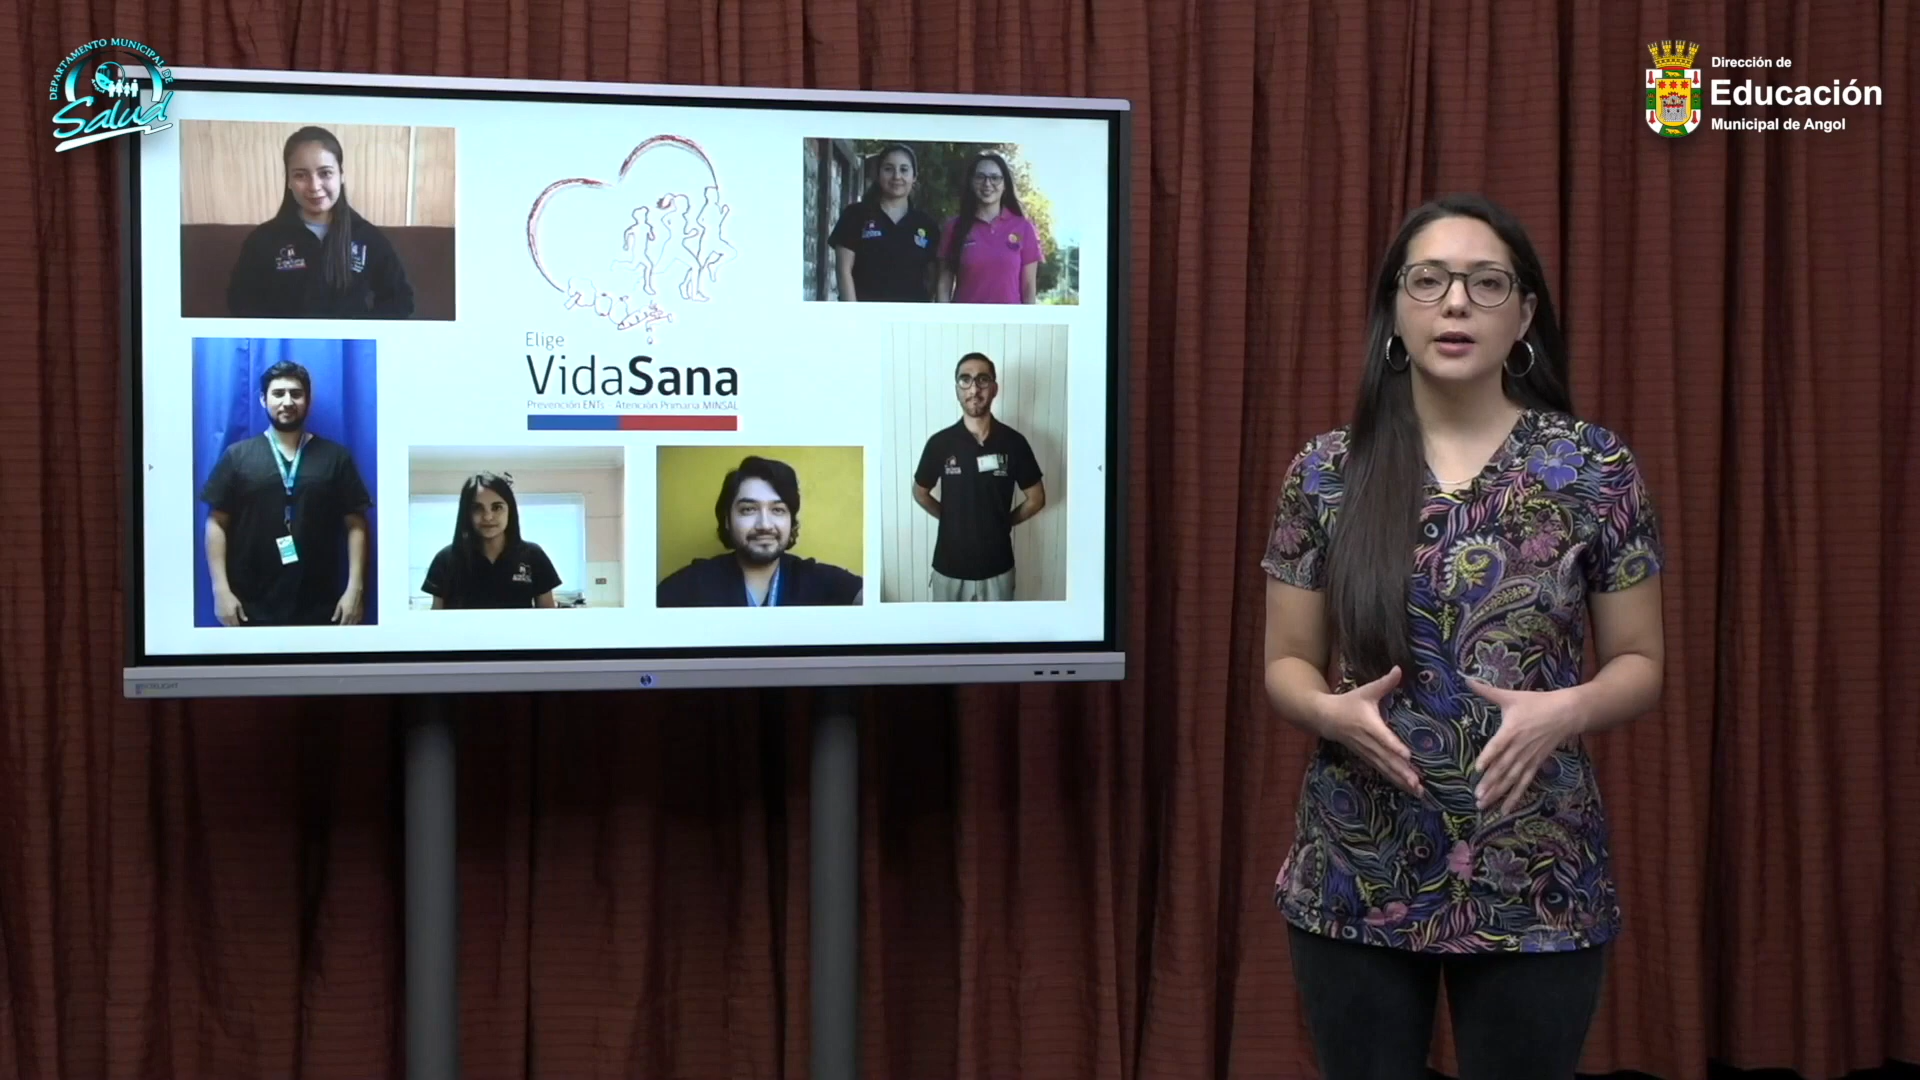 DEPARTAMENTO MUNICIPAL DE
Salud
Dirección de
Educación
Municipal de Angol
Elige
VidaSana
Prevención ENTs - Atención Primaria MINSAL